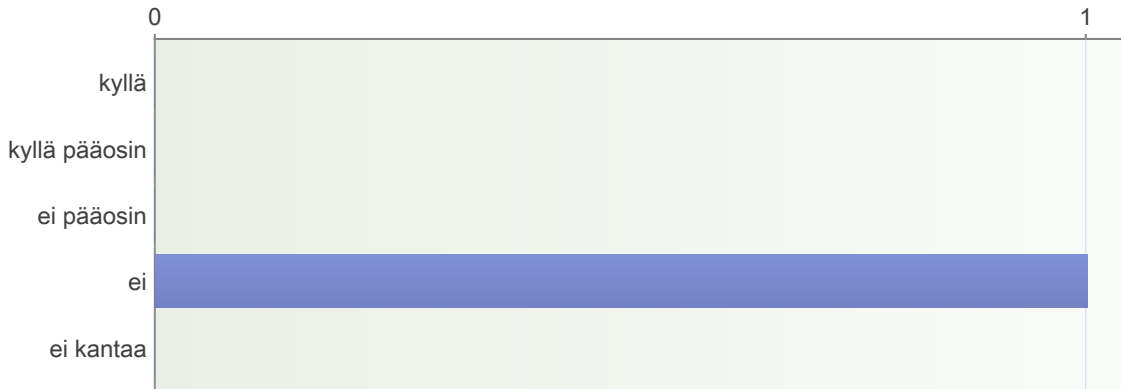 0 1
kyllä
kyllä pääosin
ei pääosin
ei
ei kantaa